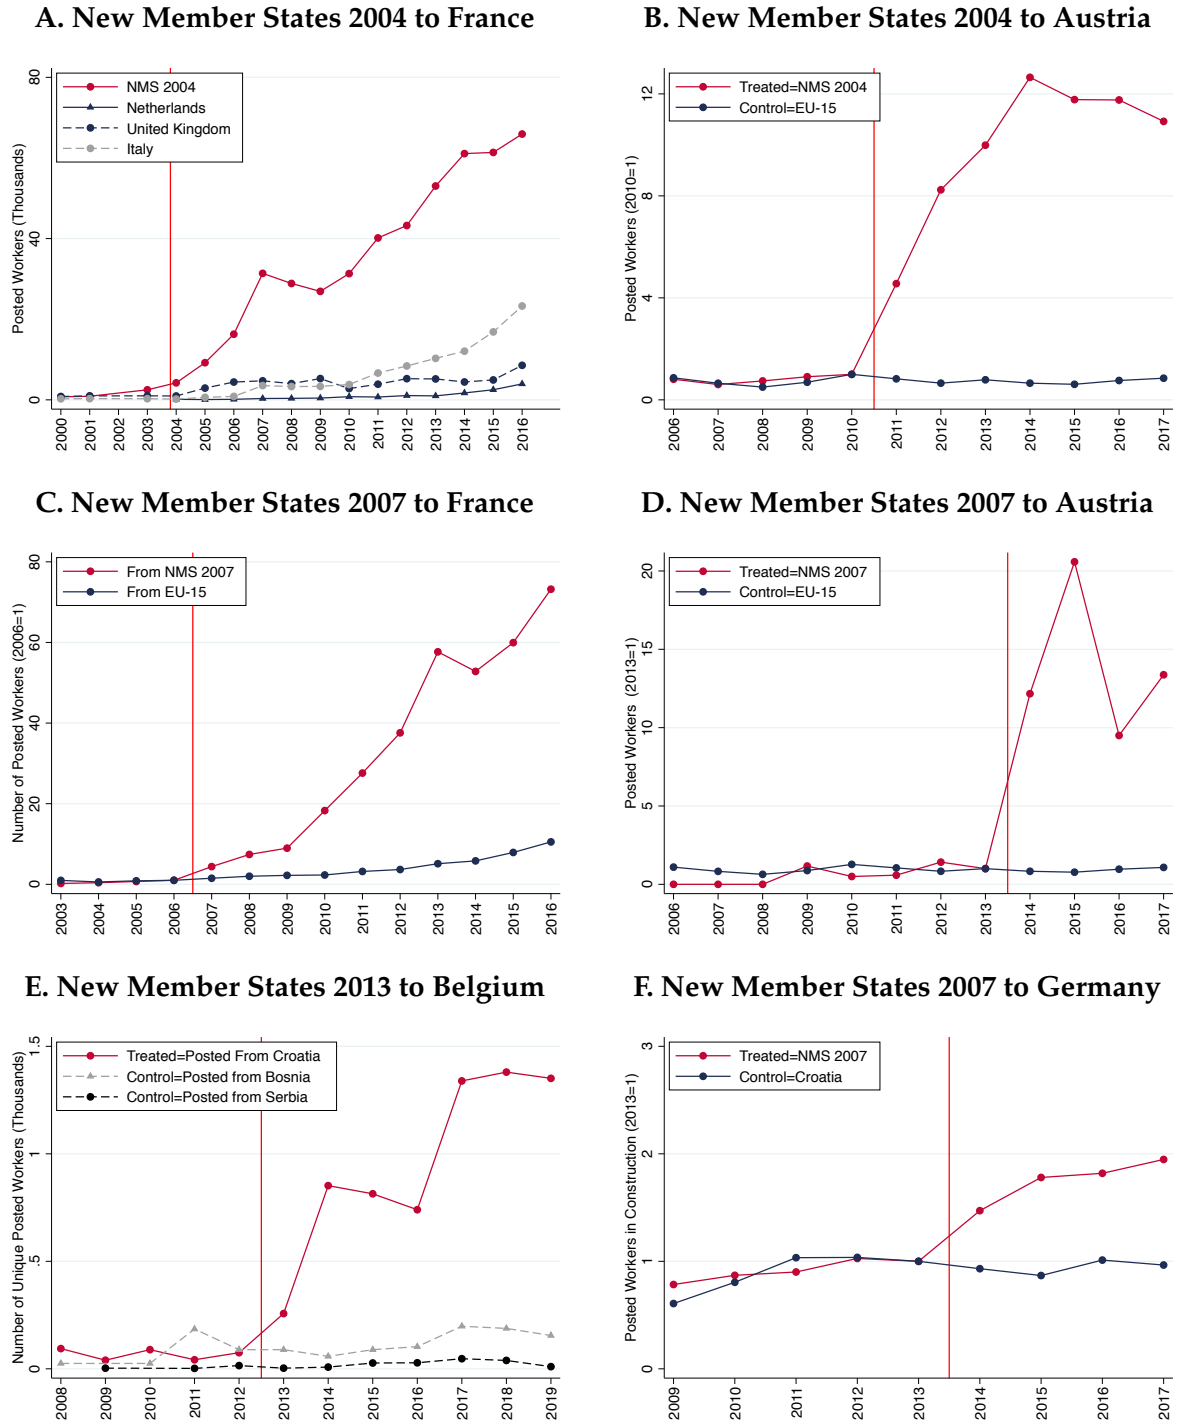 A. New Member States 2004 to France
Posted Workers (Thousands)
80
40
0
NMS 2004
Netherlands
United Kingdom
Italy
2000 2001 2002 2003 2004 2005 2006 2007 2008 2009 2010 2011 2012 2013 2014 2015 2016
B. New Member States 2004 to Austria
Posted Workers (2010=1)
12
8
4
0
Treated=NMS 2004
Control=EU-15
2006 2007 2008 2009 2010 2011 2012 2013 2014 2015 2016 2017
C. New Member States 2007 to France
Number of Posted Workers (2006=1)
80
60
40
20
0
From NMS 2007
From EU-15
2003 2004 2005 2006 2007 2008 2009 2010 2011 2012 2013 2014 2015 2016
D. New Member States 2007 to Austria
Posted Workers (2013=1)
20
15
10
5
0
Treated=NMS 2007
Control=EU-15
2006 2007 2008 2009 2010 2011 2012 2013 2014 2015 2016 2017
E. New Member States 2013 to Belgium
Number of Unique Posted Workers (Thousands)
1.5
1
.5
0
Treated=Posted From Croatia
Control=Posted from Bosnia
Control=Posted from Serbia
2008 2009 2010 2011 2012 2013 2014 2015 2016 2017 2018 2019
F. New Member States 2007 to Germany
Posted Workers in Construction (2013=1)
3
2
1
0
Treated=NMS 2007
Control=Croatia
2009 2010 2011 2012 2013 2014 2015 2016 2017